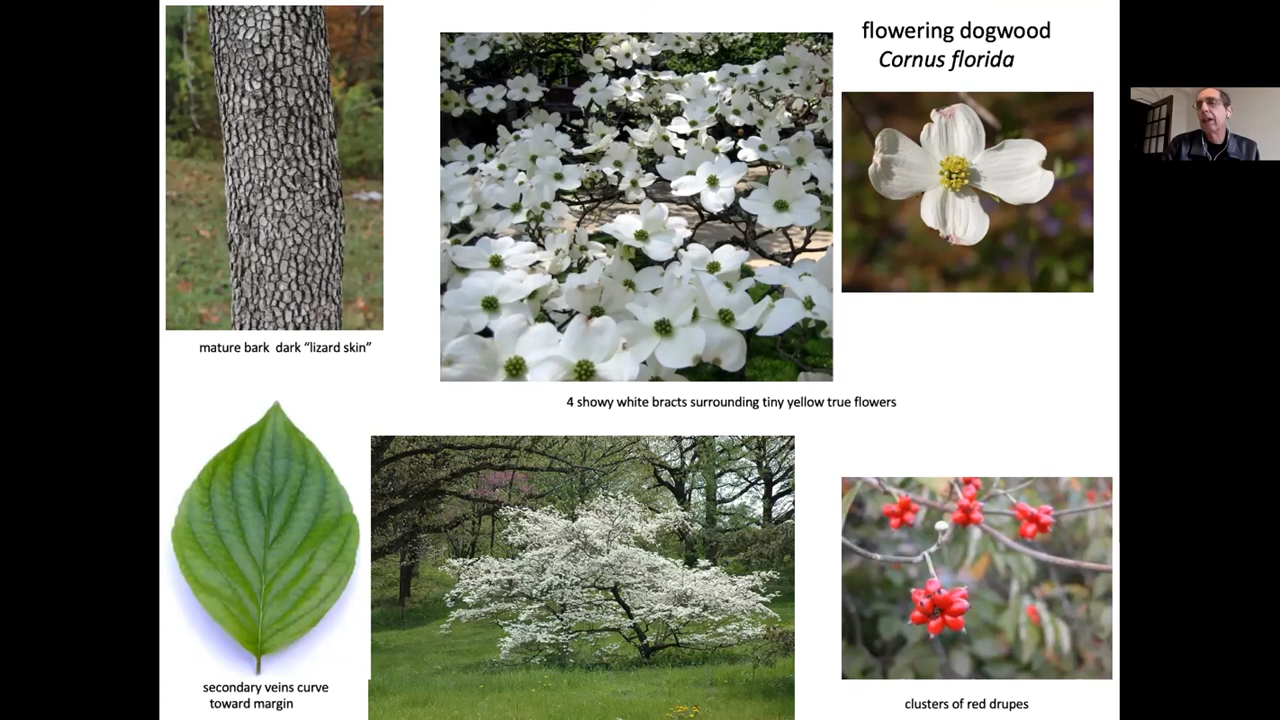 flowering dogwood
Cornus florida
mature bark dark “lizard skin”
4 showy white bracts surrounding tiny yellow true flowers
secondary veins curve
toward margin
clusters of red drupes